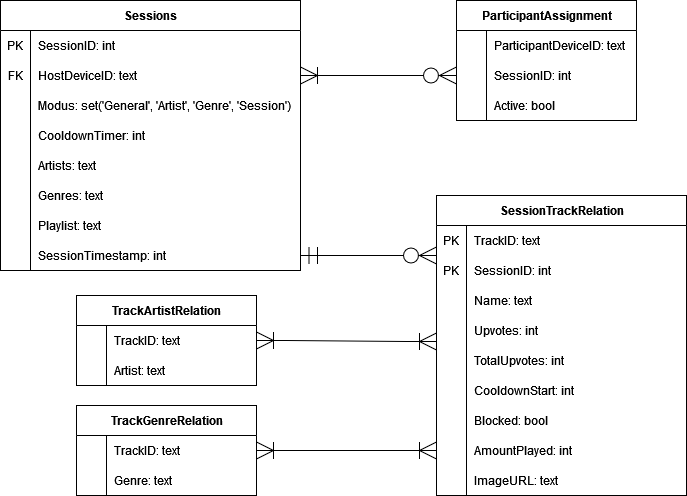 Sessions
PK SessionID: int
FK HostDeviceID: text
Modus: set('General', 'Artist', 'Genre', 'Session')
CooldownTimer: int
Artists: text
Genres: text
Playlist: text
SessionTimestamp: int
ParticipantAssignment
ParticipantDeviceID: text
SessionID: int
Active: bool
SessionTrackRelation
PK TrackID: text
PK SessionID: int
Name: text
Upvotes: int
TotalUpvotes: int
CooldownStart: int
Blocked: bool
AmountPlayed: int
ImageURL: text
TrackArtistRelation
TrackID: text
Artist: text
TrackGenreRelation
TrackID: text
Genre: text